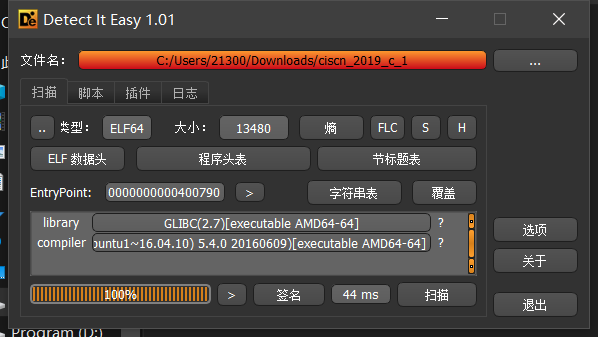 Detect It Easy 1.01
文件名： C:/Users/21300/Downloads/ciscn_2019_c_1 ...
扫描 脚本 插件 日志
.. 类型： ELF64 大小： 13480 熵 FLC S H
ELF 数据头 程序头表 节标题表
EntryPoint: 0000000000400790 > 字符串表 覆盖
library GLIBC(2.7)[executable AMD64-64] ?
compiler buntu1~16.04.10) 5.4.0 20160609)[executable AMD64-64] ?
选项
关于
100% > 签名 44 ms 扫描 退出
Program (D:)